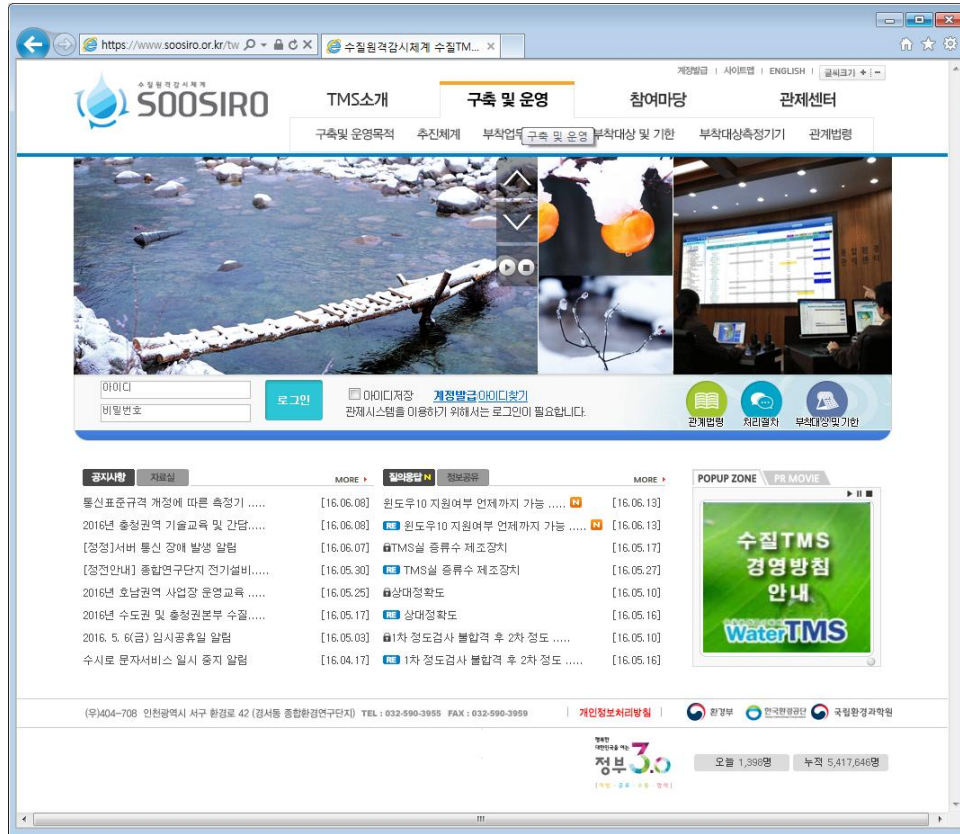 https://www.soosiro.or.kr/tw
수질원격감시체계 수질TM...
계정발급 | 사이트맵 | ENGLISH | 글씨크기 + -
수질원격감시체계
SOOSIRO
TMS소개 구축 및 운영 참여마당 관제센터
구축및 운영목적 추진체계 부착업무 구축 및 운영 부착대상 및 기한 부착대상측정기기 관계법령
아이디
비밀번호
로그인
아이디저장 계정발급 아이디찾기
관제시스템을 이용하기 위해서는 로그인이 필요합니다.
관계법령 처리절차 부착대상및기한
공지사항 자료실 MORE
통신표준규격 개정에 따른 측정기 ..... [16.06.08]
2016년 충청권역 기술교육 및 간담..... [16.06.08]
[정정]서버 통신 장애 발생 알림 [16.06.07]
[정전안내] 종합연구단지 전기설비..... [16.05.30]
2016년 호남권역 사업장 운영교육 ..... [16.05.25]
2016년 수도권 및 충청권본부 수질..... [16.05.17]
2016. 5. 6(금) 임시공휴일 알림 [16.05.03]
수시로 문자서비스 일시 중지 알림 [16.04.17]
질의응답 N 정보공유 MORE
윈도우10 지원여부 언제까지 가능 ..... N [16.06.13]
RE 윈도우10 지원여부 언제까지 가능 ..... N [16.06.13]
TMS실 증류수 제조장치 [16.05.17]
RE TMS실 증류수 제조장치 [16.05.27]
상대정확도 [16.05.10]
RE 상대정확도 [16.05.16]
1차 정도검사 불합격 후 2차 정도 ..... [16.05.10]
RE 1차 정도검사 불합격 후 2차 정도 ..... [16.05.16]
POPUP ZONE PR MOVIE
수질TMS
경영방침
안내
WaterTMS
(우)404-708 인천광역시 서구 환경로 42 (경서동 종합환경연구단지) TEL : 032-590-3955 FAX : 032-590-3959 | 개인정보처리방침 |
환경부 한국환경공단 국립환경과학원
행복한
대한민국을 여는
정부 3.0
[개방·공유·소통·협력]
오늘 1,398명 누적 5,417,646명